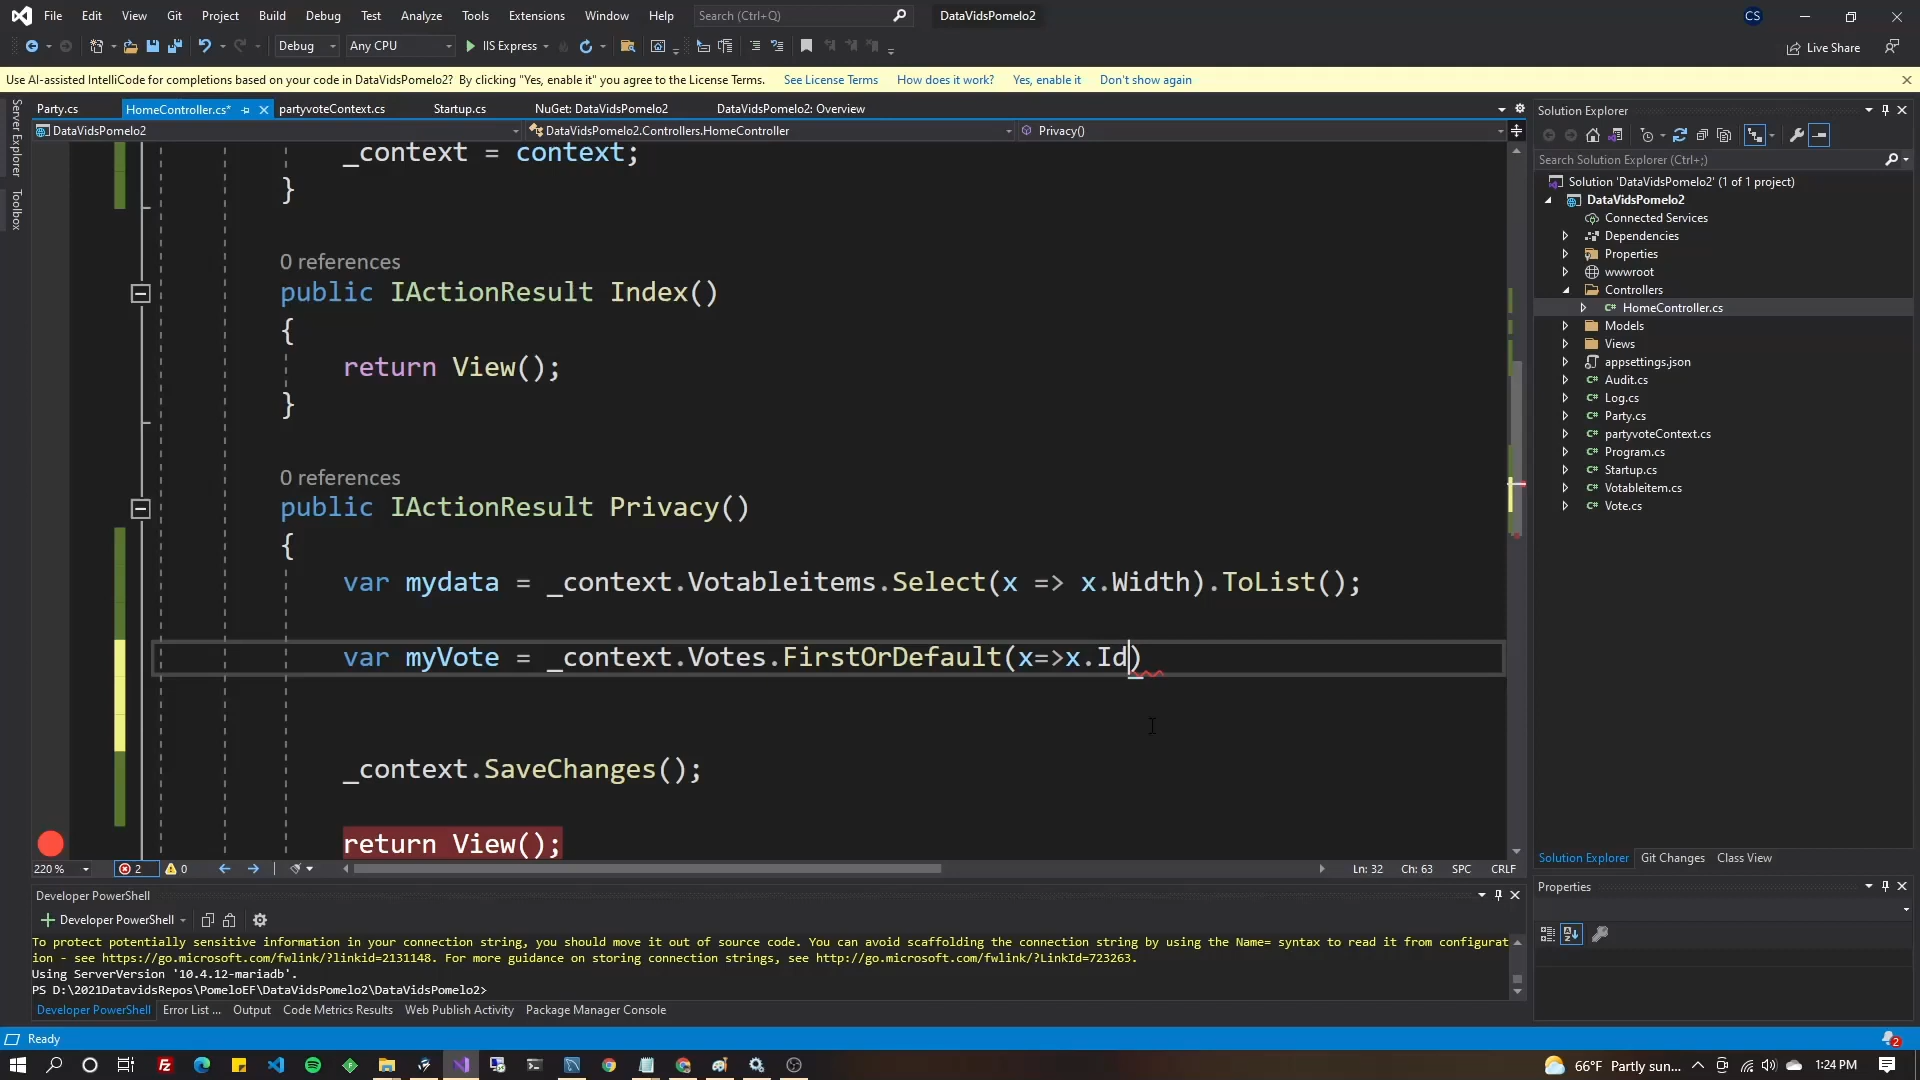 File Edit View Git Project Build Debug Test Analyze Tools Extensions Window Help Search (Ctrl+Q) DataVidsPomelo2 CS
Debug Any CPU IIS Express Live Share
Use AI-assisted IntelliCode for completions based on your code in DataVidsPomelo2? By clicking "Yes, enable it" you agree to the License Terms. See License Terms How does it work? Yes, enable it Don't show again
Server Explorer
Toolbox
Party.cs HomeController.cs* partyvoteContext.cs Startup.cs NuGet: DataVidsPomelo2 DataVidsPomelo2: Overview
DataVidsPomelo2 DataVidsPomelo2.Controllers.HomeController Privacy()
_context = context;
}
0 references
public IActionResult Index()
{
return View();
}
0 references
public IActionResult Privacy()
{
var mydata = _context.Votableitems.Select(x => x.Width).ToList();
var myVote = _context.Votes.FirstOrDefault(x=>x.Id)
_context.SaveChanges();
return View();
220 % 2 0 Ln: 32 Ch: 63 SPC CRLF
Developer PowerShell
Developer PowerShell
To protect potentially sensitive information in your connection string, you should move it out of source code. You can avoid scaffolding the connection string by using the Name= syntax to read it from configurat
ion - see https://go.microsoft.com/fwlink/?linkid=2131148. For more guidance on storing connection strings, see http://go.microsoft.com/fwlink/?LinkId=723263.
Using ServerVersion '10.4.12-mariadb'.
PS D:\2021DatavidsRepos\PomeloEF\DataVidsPomelo2\DataVidsPomelo2>
Developer PowerShell Error List ... Output Code Metrics Results Web Publish Activity Package Manager Console
Solution Explorer
Search Solution Explorer (Ctrl+;)
Solution 'DataVidsPomelo2' (1 of 1 project)
DataVidsPomelo2
Connected Services
Dependencies
Properties
wwwroot
Controllers
C# HomeController.cs
Models
Views
appsettings.json
C# Audit.cs
C# Log.cs
C# Party.cs
C# partyvoteContext.cs
C# Program.cs
C# Startup.cs
C# Votableitem.cs
C# Vote.cs
Solution Explorer Git Changes Class View
Properties
Ready 2
66°F Partly sun... 1:24 PM